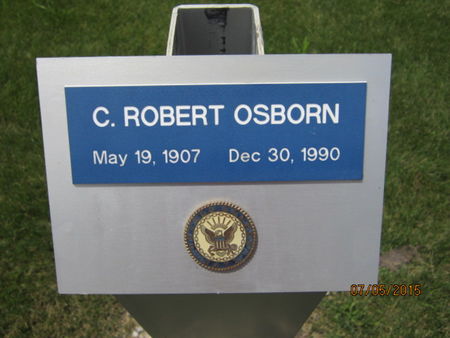 C. ROBERT OSBORN
May 19, 1907 Dec 30, 1990
07/05/2015